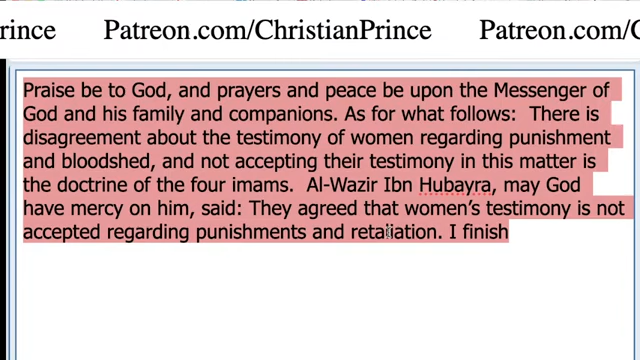 rince Patreon.com/ChristianPrince Patreon.com/C
Praise be to God, and prayers and peace be upon the Messenger of
God and his family and companions. As for what follows:  There is
disagreement about the testimony of women regarding punishment
and bloodshed, and not accepting their testimony in this matter is
the doctrine of the four imams.  Al-Wazir Ibn Hubayra, may God
have mercy on him, said: They agreed that women’s testimony is not
accepted regarding punishments and retaliation. I finish